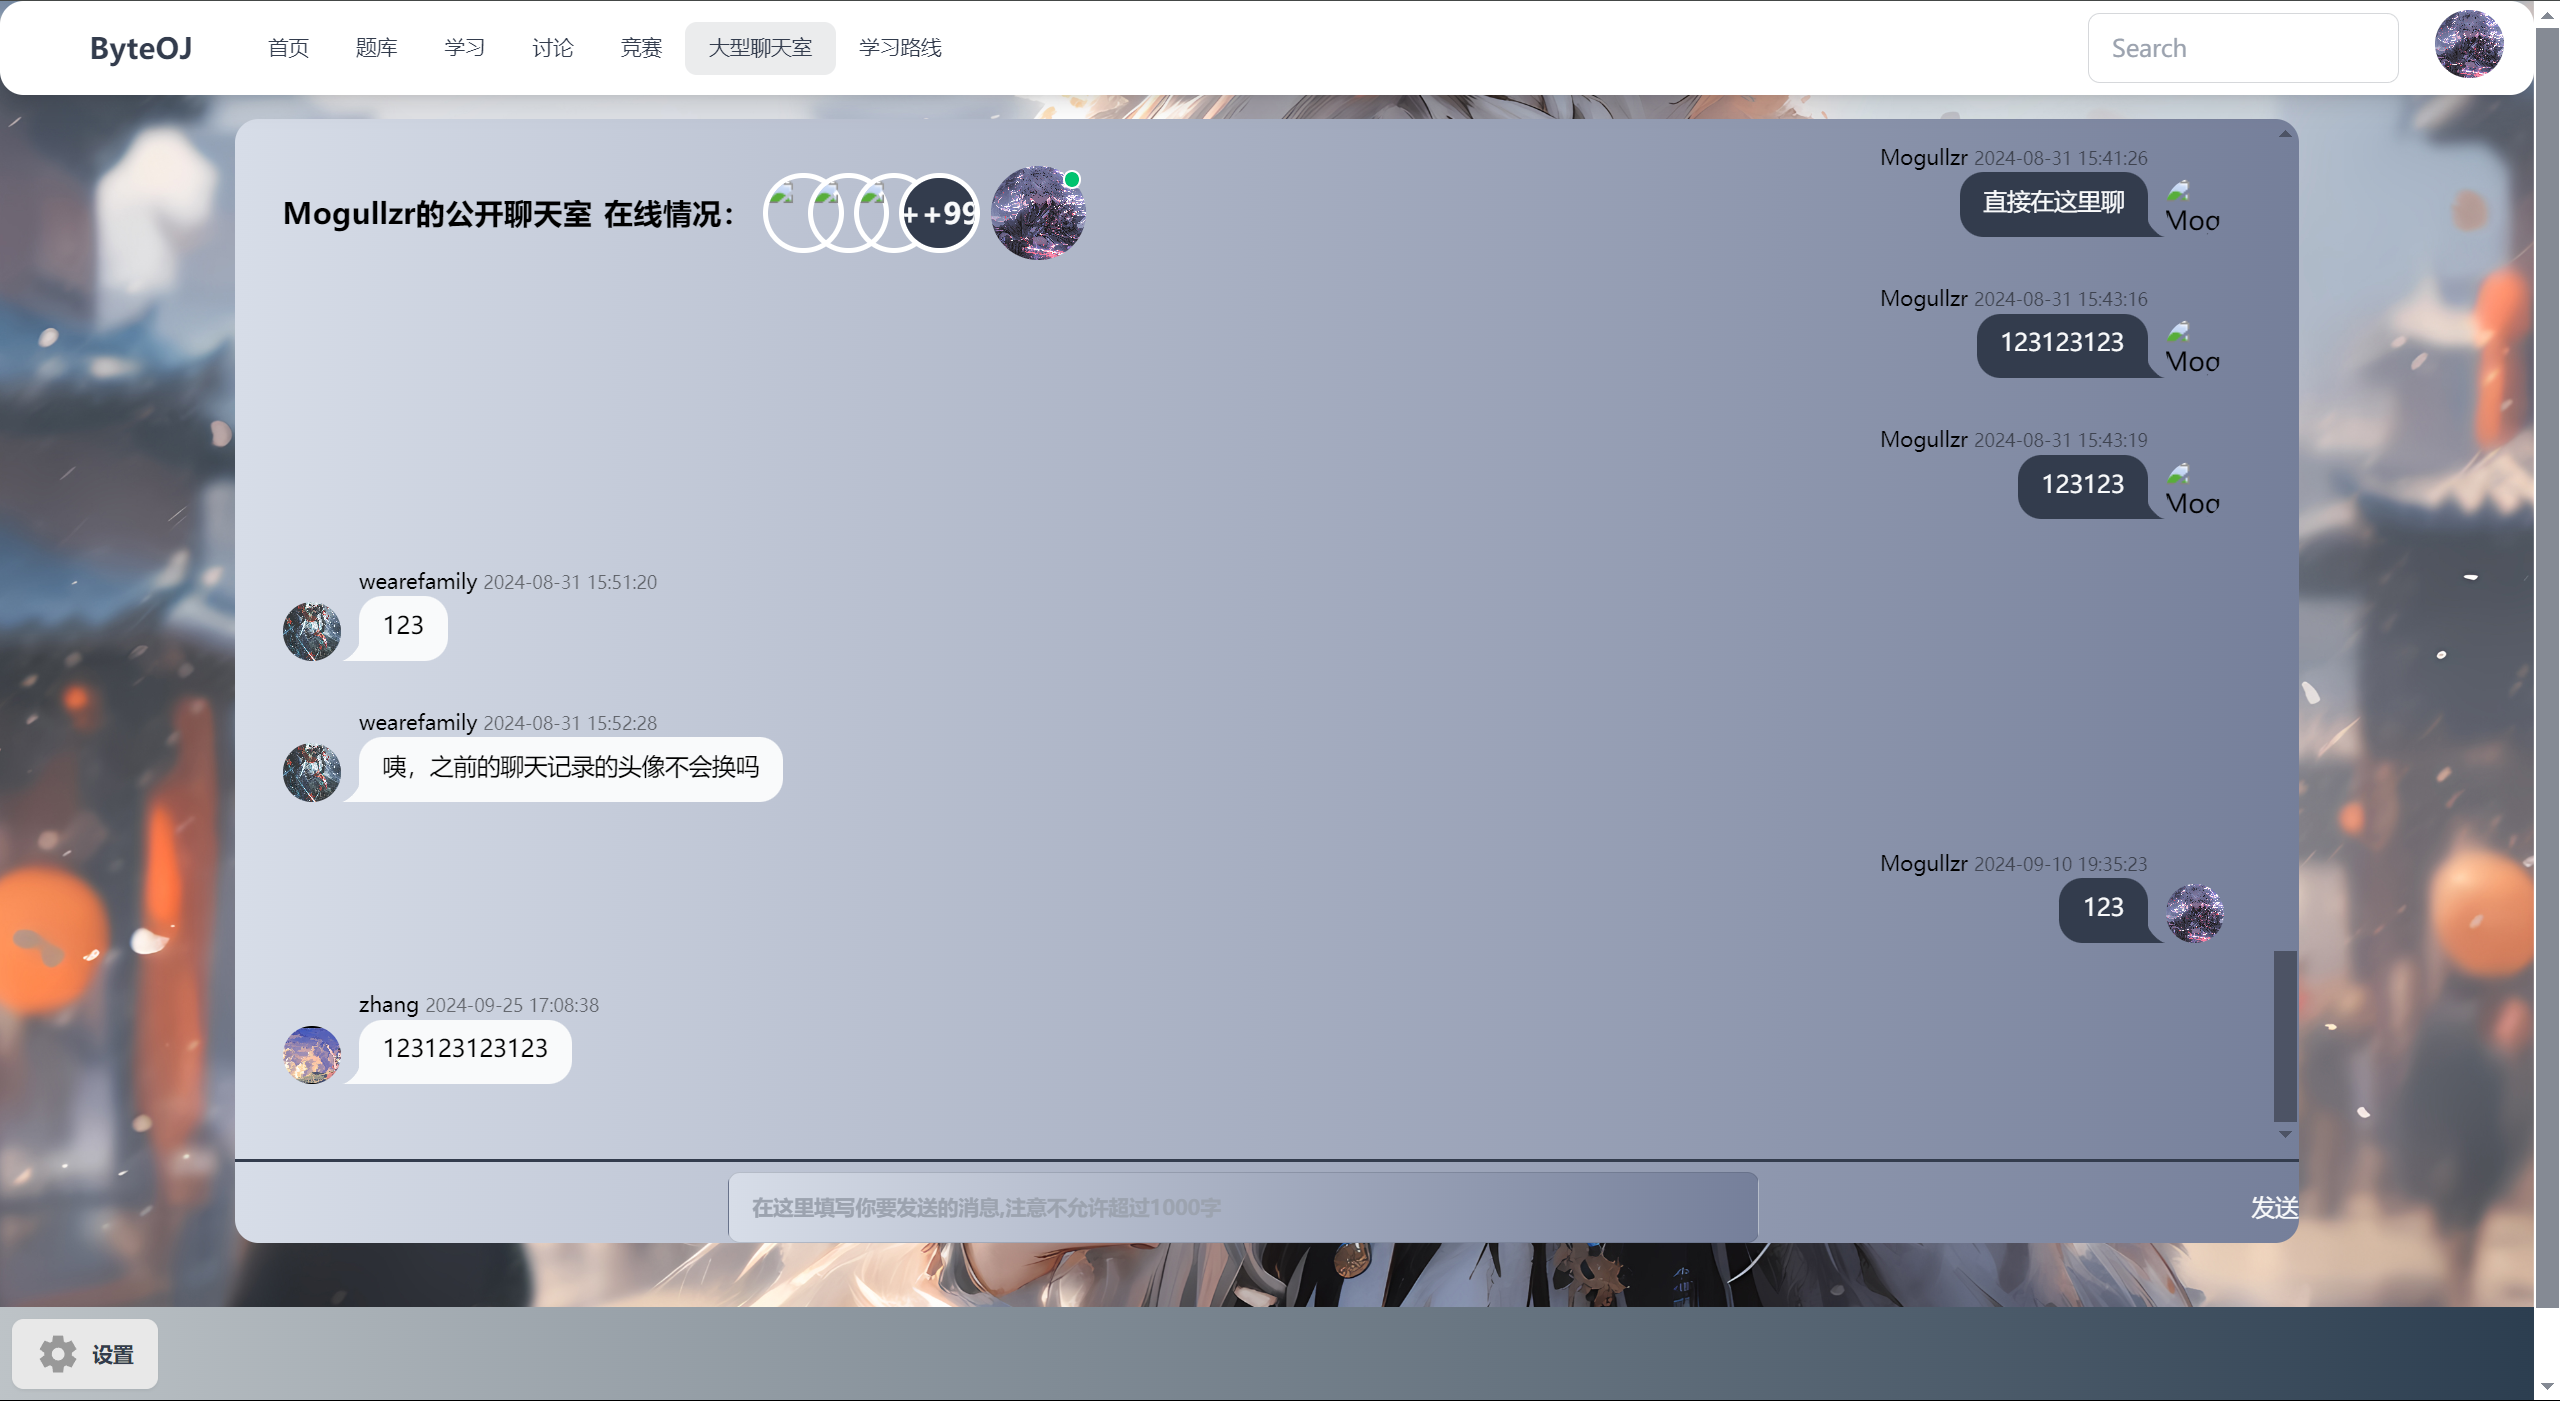 ByteOJ 首页 题库 学习 讨论 竞赛 大型聊天室 学习路线 Search
Mogullzr的公开聊天室 在线情况： ++99
Mogullzr 2024-08-31 15:41:26
直接在这里聊
Mog
Mogullzr 2024-08-31 15:43:16
123123123
Mog
Mogullzr 2024-08-31 15:43:19
123123
Mog
wearefamily 2024-08-31 15:51:20
123
wearefamily 2024-08-31 15:52:28
咦，之前的聊天记录的头像不会换吗
Mogullzr 2024-09-10 19:35:23
123
zhang 2024-09-25 17:08:38
123123123123
在这里填写你要发送的消息,注意不允许超过1000字
发送
设置